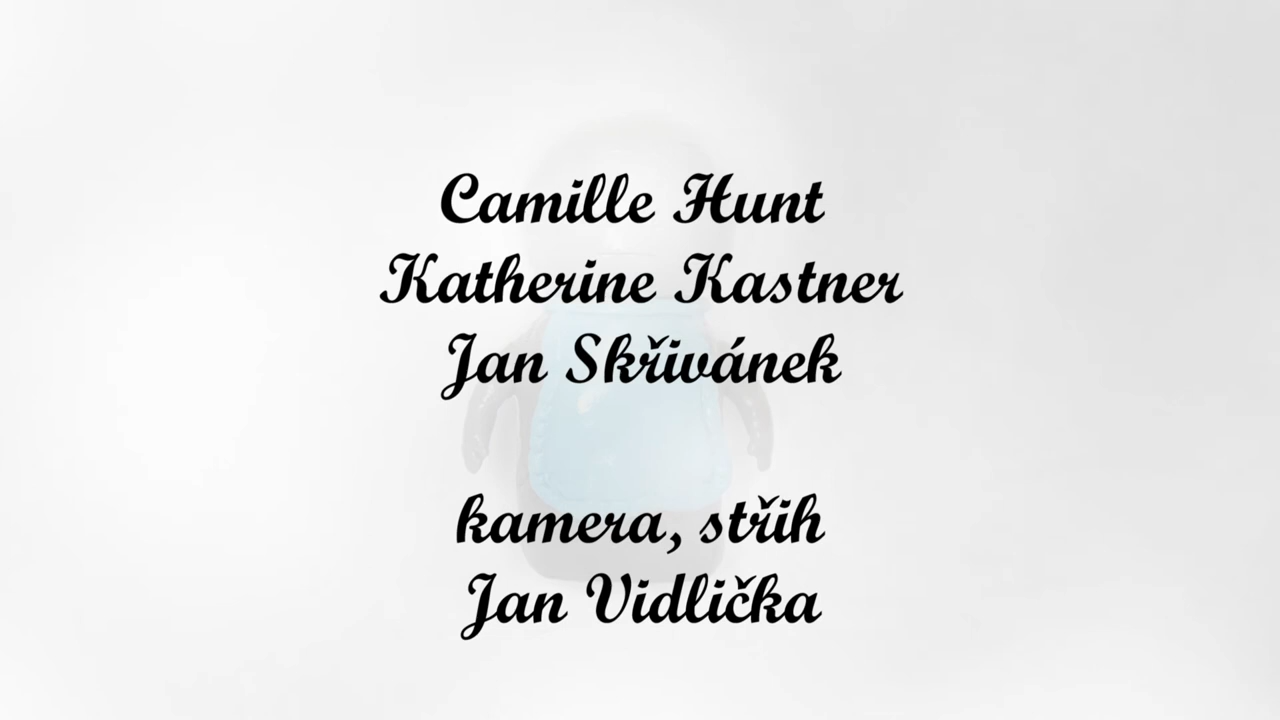 Camille Hunt
Katherine Kastner
Jan Skřivánek
kamera, střih
Jan Vidlička